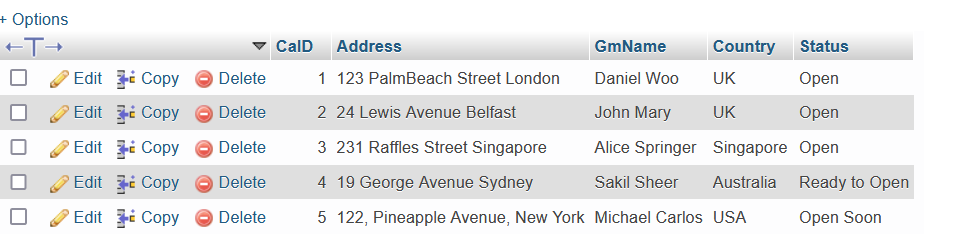 + Options
←T→ CaID Address GmName Country Status
Edit Copy Delete 1 123 PalmBeach Street London Daniel Woo UK Open
Edit Copy Delete 2 24 Lewis Avenue Belfast John Mary UK Open
Edit Copy Delete 3 231 Raffles Street Singapore Alice Springer Singapore Open
Edit Copy Delete 4 19 George Avenue Sydney Sakil Sheer Australia Ready to Open
Edit Copy Delete 5 122, Pineapple Avenue, New York Michael Carlos USA Open Soon